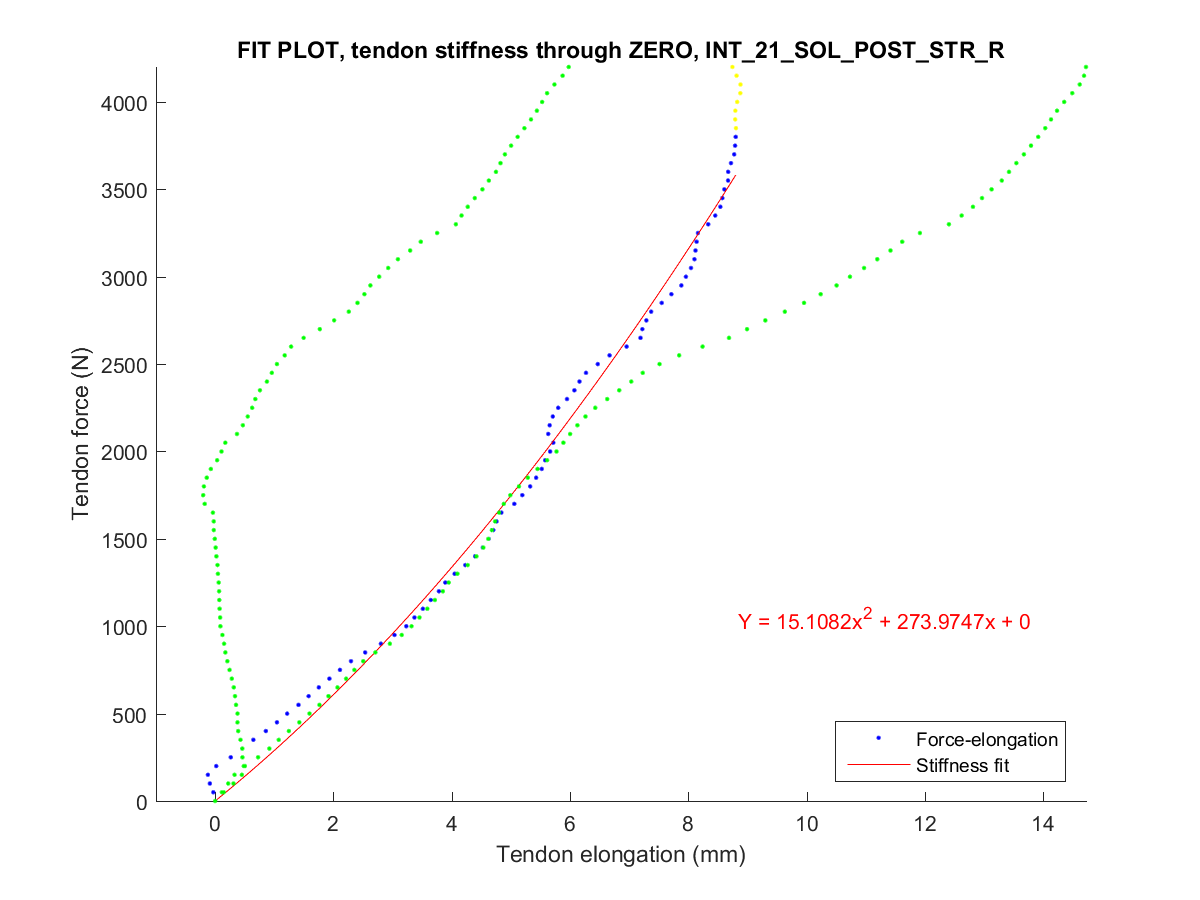 FIT PLOT, tendon stiffness through ZERO, INT_21_SOL_POST_STR_R
Tendon force (N)
4000
3500
3000
2500
2000
1500
1000
500
0
Y = 15.1082x² + 273.9747x + 0
Force-elongation
Stiffness fit
0 2 4 6 8 10 12 14
Tendon elongation (mm)